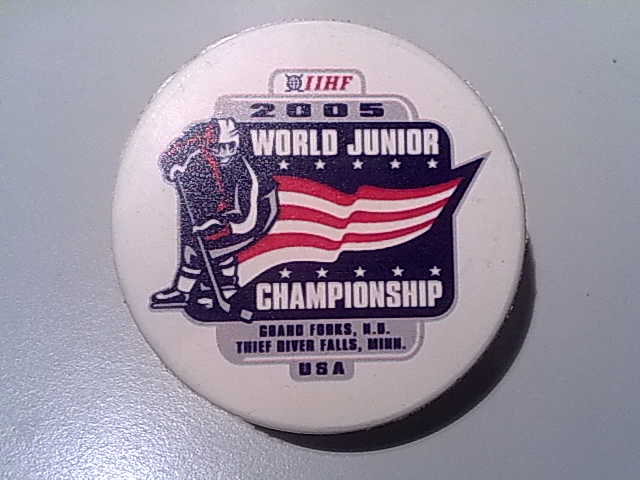 IIHF
2005
WORLD JUNIOR
CHAMPIONSHIP
GRAND FORKS, N.D.
THIEF RIVER FALLS, MINN.
USA